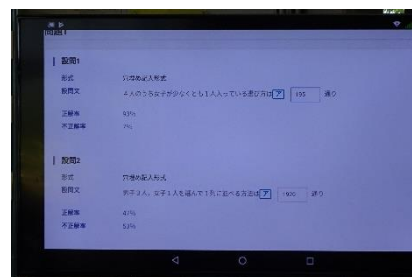 問題1
設問1
形式 穴埋め記入形式
設問文 4人のうち女子が少なくとも1人入っている選び方は ア 195 通り
正解率 93%
不正解率 7%
設問2
形式 穴埋め記入形式
設問文 男子3人、女子1人を選んで1列に並べる方法は ア 1920 通り
正解率 47%
不正解率 53%